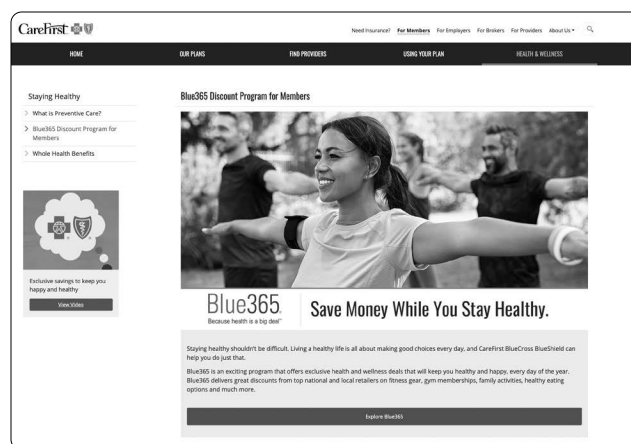 CareFirst
Need Insurance? For Members For Employers For Brokers For Providers About Us
HOME OUR PLANS FIND PROVIDERS USING YOUR PLAN HEALTH & WELLNESS
Staying Healthy
What is Preventive Care?
Blue365 Discount Program for
Members
Whole Health Benefits
Exclusive savings to keep you
happy and healthy
View Video
Blue365 Discount Program for Members
Blue365.
Because health is a big deal™
Save Money While You Stay Healthy.
Staying healthy shouldn't be difficult. Living a healthy life is all about making good choices every day, and CareFirst BlueCross BlueShield can
help you do just that.
Blue365 is an exciting program that offers exclusive health and wellness deals that will keep you healthy and happy, every day of the year.
Blue365 delivers great discounts from top national and local retailers on fitness gear, gym memberships, family activities, healthy eating
options and much more.
Explore Blue365